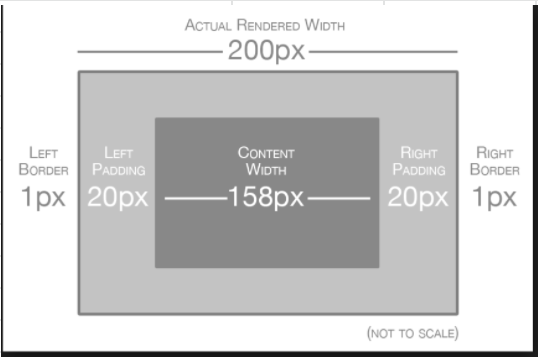 ACTUAL RENDERED WIDTH
200px
LEFT
BORDER
1px
LEFT
PADDING
20px
CONTENT
WIDTH
158px
RIGHT
PADDING
20px
RIGHT
BORDER
1px
(NOT TO SCALE)